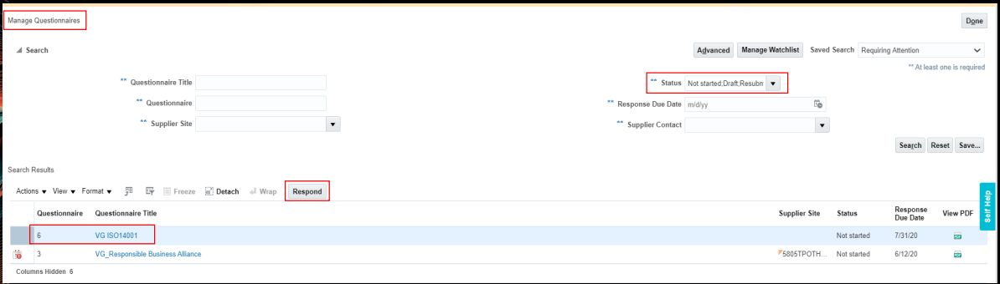 Manage Questionnaires
Done
Search
Advanced Manage Watchlist Saved Search Requiring Attention
** At least one is required
** Questionnaire Title
** Status Not started;Draft;Resubm
** Questionnaire
** Response Due Date m/d/yy
** Supplier Site
** Supplier Contact
Search Reset Save...
Search Results
Actions View Format Freeze Detach Wrap Respond
Questionnaire Questionnaire Title Supplier Site Status Response Due Date View PDF
6 VG ISO14001 Not started 7/31/20
3 VG_Responsible Business Alliance 5805TPOTH... Not started 6/12/20
Columns Hidden 6
Self Help